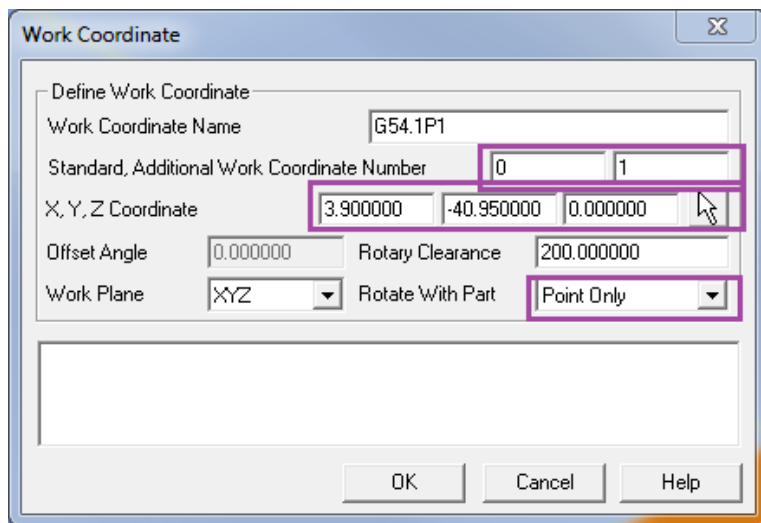 Work Coordinate
Define Work Coordinate
Work Coordinate Name G54.1P1
Standard, Additional Work Coordinate Number 0 1
X, Y, Z Coordinate 3.900000 -40.950000 0.000000
Offset Angle 0.000000 Rotary Clearance 200.000000
Work Plane XYZ Rotate With Part Point Only
OK Cancel Help